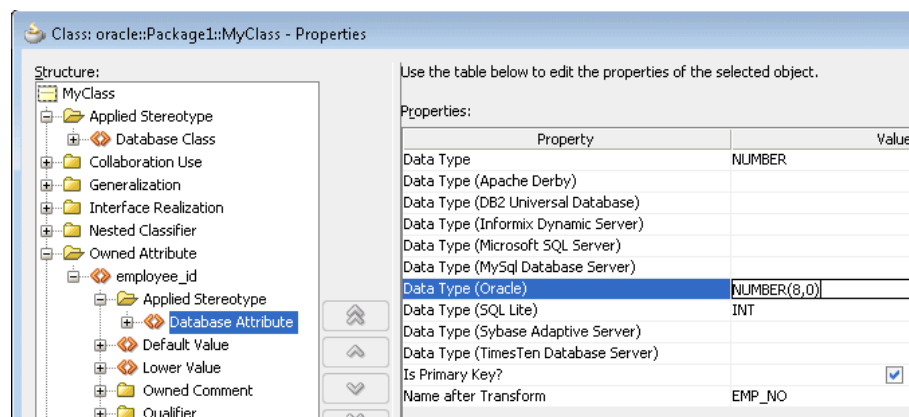 Class: oracle::Package1::MyClass - Properties
Structure:
MyClass
Applied Stereotype
Database Class
Collaboration Use
Generalization
Interface Realization
Nested Classifier
Owned Attribute
employee_id
Applied Stereotype
Database Attribute
Default Value
Lower Value
Owned Comment
Qualifier
Use the table below to edit the properties of the selected object.
Properties:
Property Value
Data Type NUMBER
Data Type (Apache Derby)
Data Type (DB2 Universal Database)
Data Type (Informix Dynamic Server)
Data Type (Microsoft SQL Server)
Data Type (MySql Database Server)
Data Type (Oracle) NUMBER(8,0)
Data Type (SQL Lite) INT
Data Type (Sybase Adaptive Server)
Data Type (TimesTen Database Server)
Is Primary Key?
Name after Transform EMP_NO